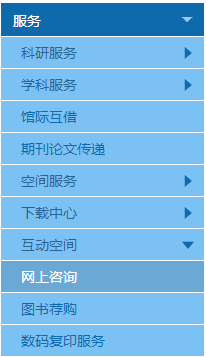 服务
科研服务
学科服务
馆际互借
期刊论文传递
空间服务
下载中心
互动空间
网上咨询
图书荐购
数码复印服务